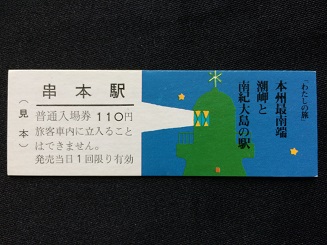 串本駅
（見本）
普通入場券 110円
旅客車内に立入ること
はできません。
発売当日1回限り有効
「わたしの旅」
本州最南端
潮岬と
南紀大島の駅